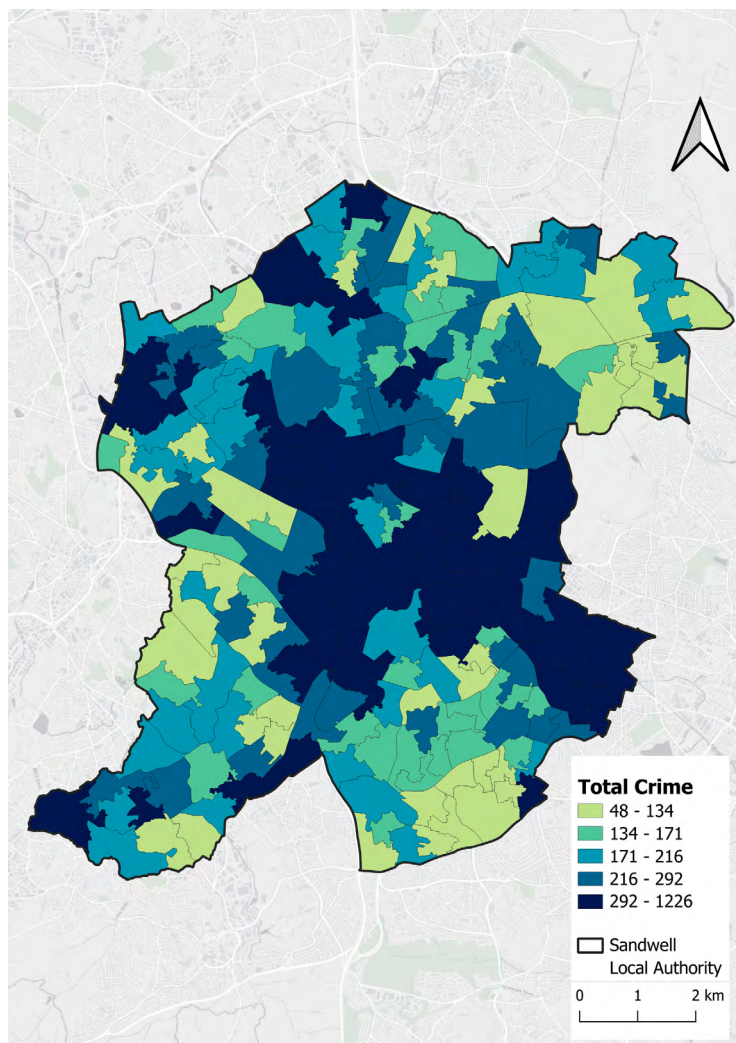 Total Crime
48 - 134
134 - 171
171 - 216
216 - 292
292 - 1226
Sandwell
Local Authority
0 1 2 km